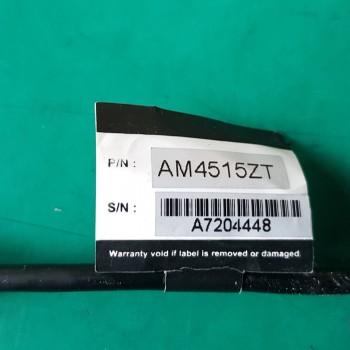 P/N : AM4515ZT
S/N :
A7204448
Warranty void if label is removed or damaged.